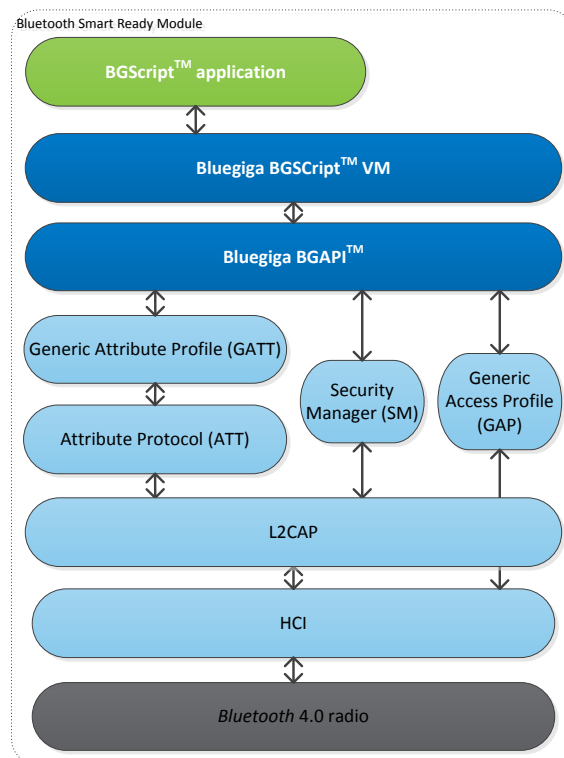 Bluetooth Smart Ready Module
BGScript™ application
Bluegiga BGSCript™ VM
Bluegiga BGAPI™
Generic Attribute Profile (GATT)
Attribute Protocol (ATT)
Security
Manager (SM)
Generic
Access Profile
(GAP)
L2CAP
HCI
Bluetooth 4.0 radio